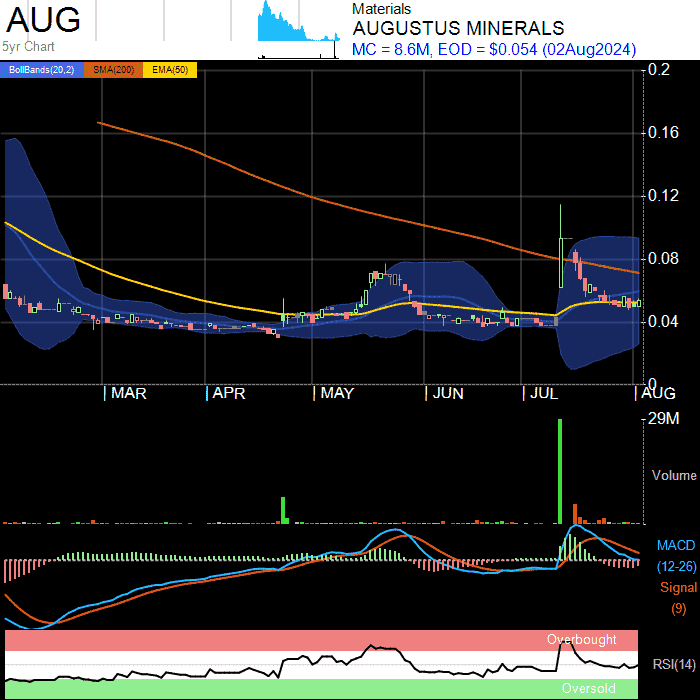 AUG
5yr Chart
Materials
AUGUSTUS MINERALS
MC = 8.6M, EOD = $0.054 (02Aug2024)
BollBands(20,2) SMA(200) EMA(50)
0.2
0.16
0.12
0.08
0.04
0
MAR APR MAY JUN JUL AUG
29M
Volume
MACD
(12-26)
Signal
(9)
Overbought
RSI(14)
Oversold